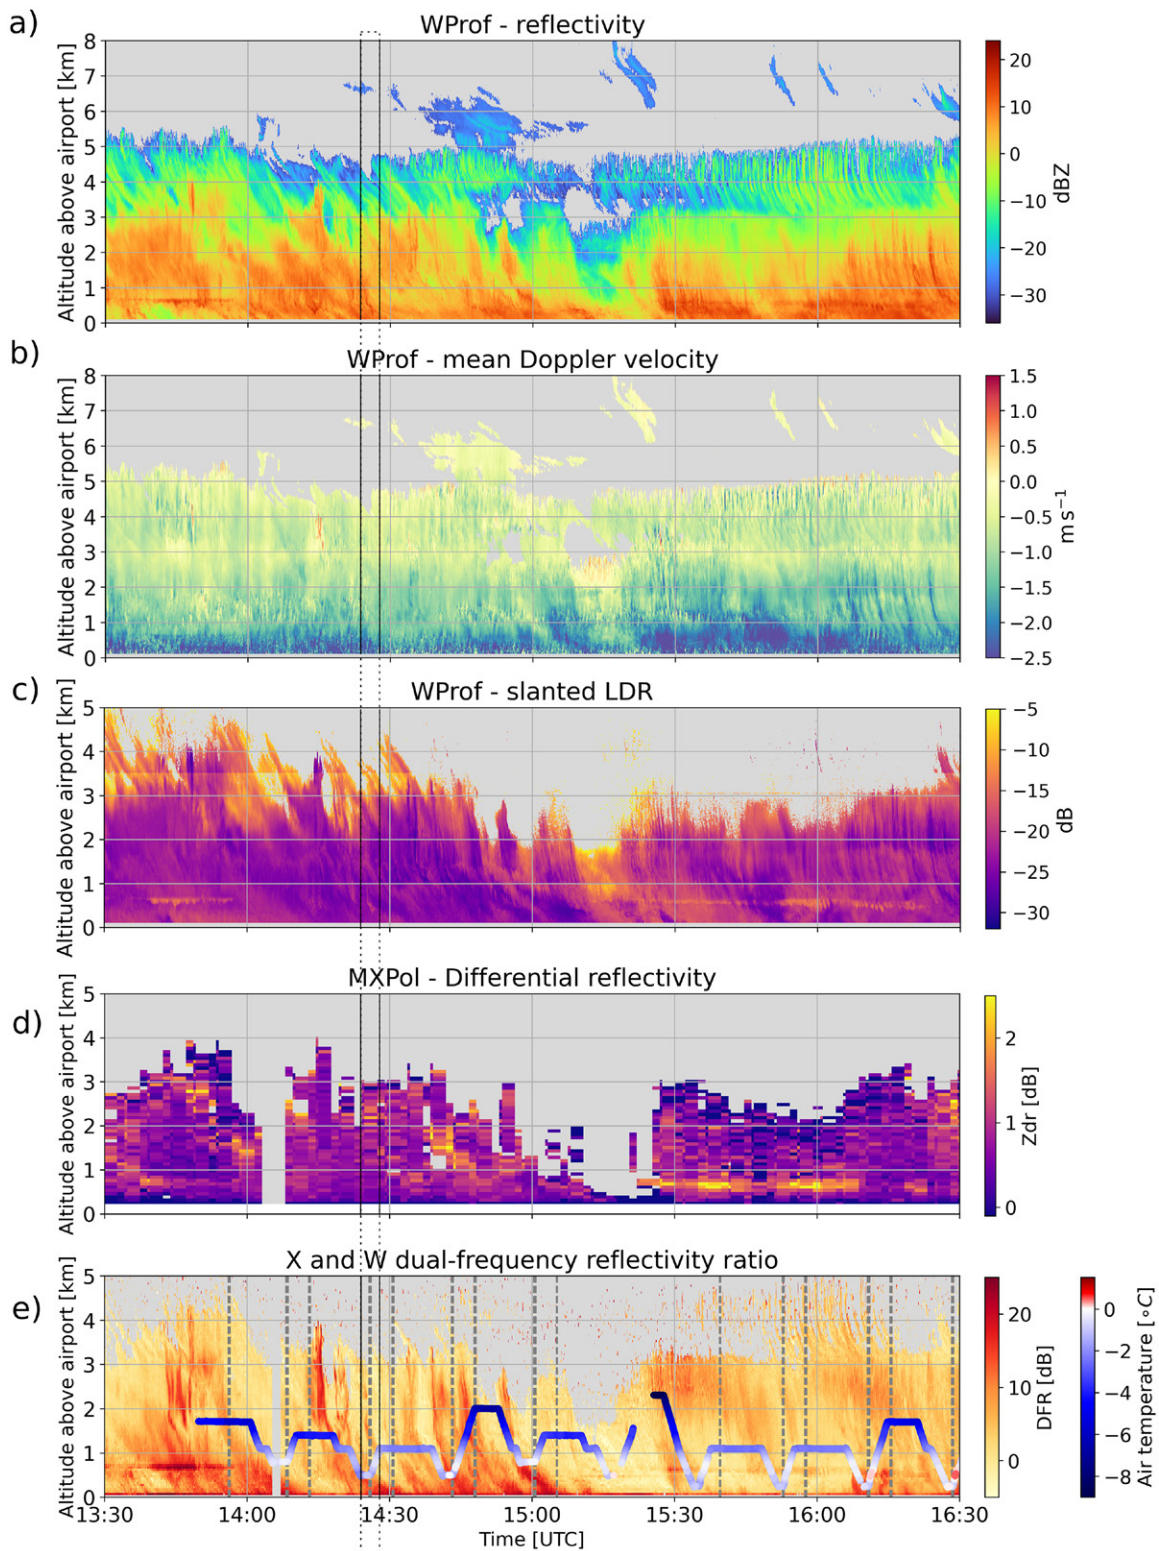 a)
WProf - reflectivity
8
7
6
5
4
3
2
1
0
Altitude above airport [km]
20
10
0
−10
−20
−30
dBZ
b)
WProf - mean Doppler velocity
8
7
6
5
4
3
2
1
0
Altitude above airport [km]
1.5
1.0
0.5
0.0
−0.5
−1.0
−1.5
−2.0
−2.5
m s⁻¹
c)
WProf - slanted LDR
5
4
3
2
1
0
Altitude above airport [km]
−5
−10
−15
−20
−25
−30
dB
d)
MXPol - Differential reflectivity
5
4
3
2
1
0
Altitude above airport [km]
2
1
0
Zdr [dB]
e)
X and W dual-frequency reflectivity ratio
5
4
3
2
1
0
Altitude above airport [km]
13:30 14:00 14:30 15:00 15:30 16:00 16:30
Time [UTC]
20
10
0
DFR [dB]
0
−2
−4
−6
−8
Air temperature [∘C]